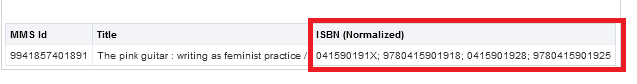 MMS Id Title ISBN (Normalized)
9941857401891 The pink guitar : writing as feminist practice / 041590191X; 9780415901918; 0415901928; 9780415901925